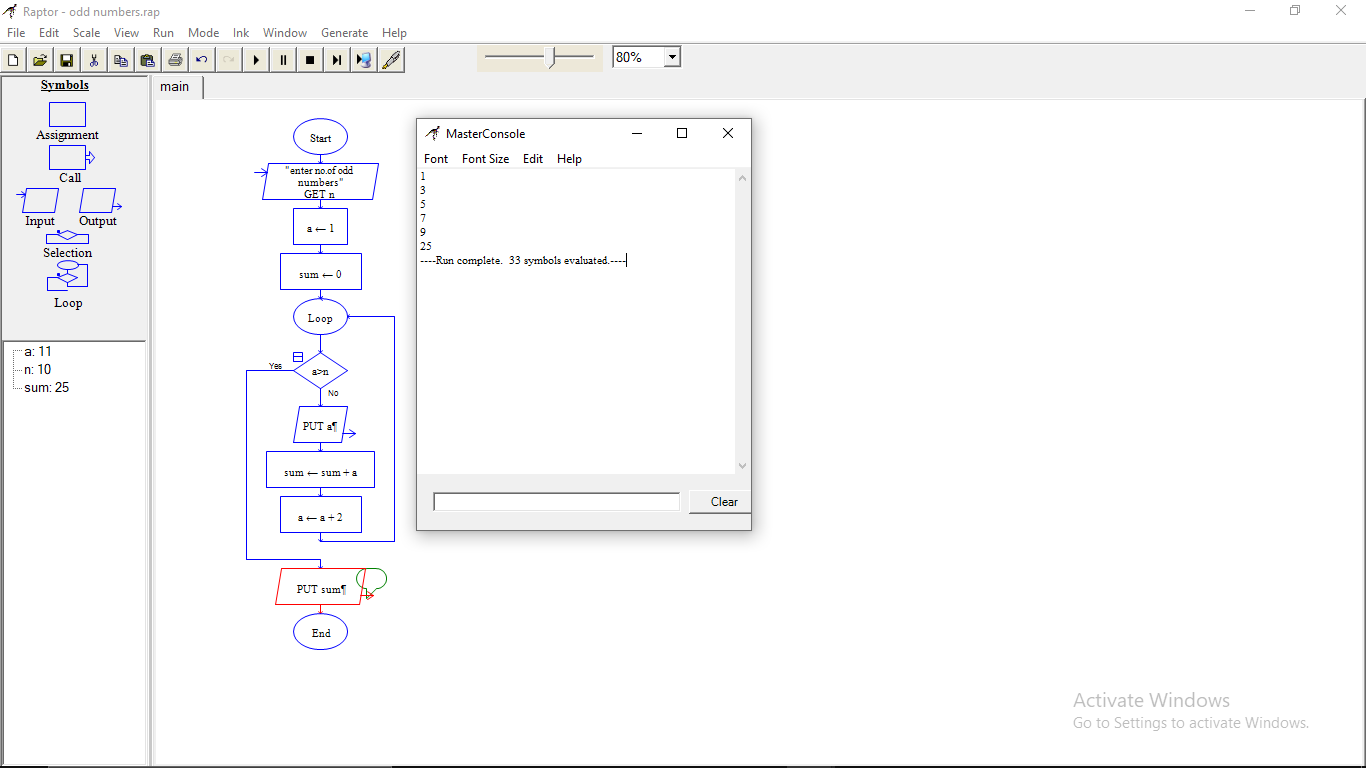 Raptor - odd numbers.rap
File Edit Scale View Run Mode Ink Window Generate Help
80%
Symbols
Assignment
Call
Input Output
Selection
Loop
a: 11
n: 10
sum: 25
main
Start
"enter no.of odd
numbers"
GET n
a ← 1
sum ← 0
Loop
Yes
a>n
No
PUT a¶
sum ← sum + a
a ← a + 2
PUT sum¶
End
MasterConsole
Font Font Size Edit Help
1
3
5
7
9
25
----Run complete. 33 symbols evaluated.----
Clear
Activate Windows
Go to Settings to activate Windows.